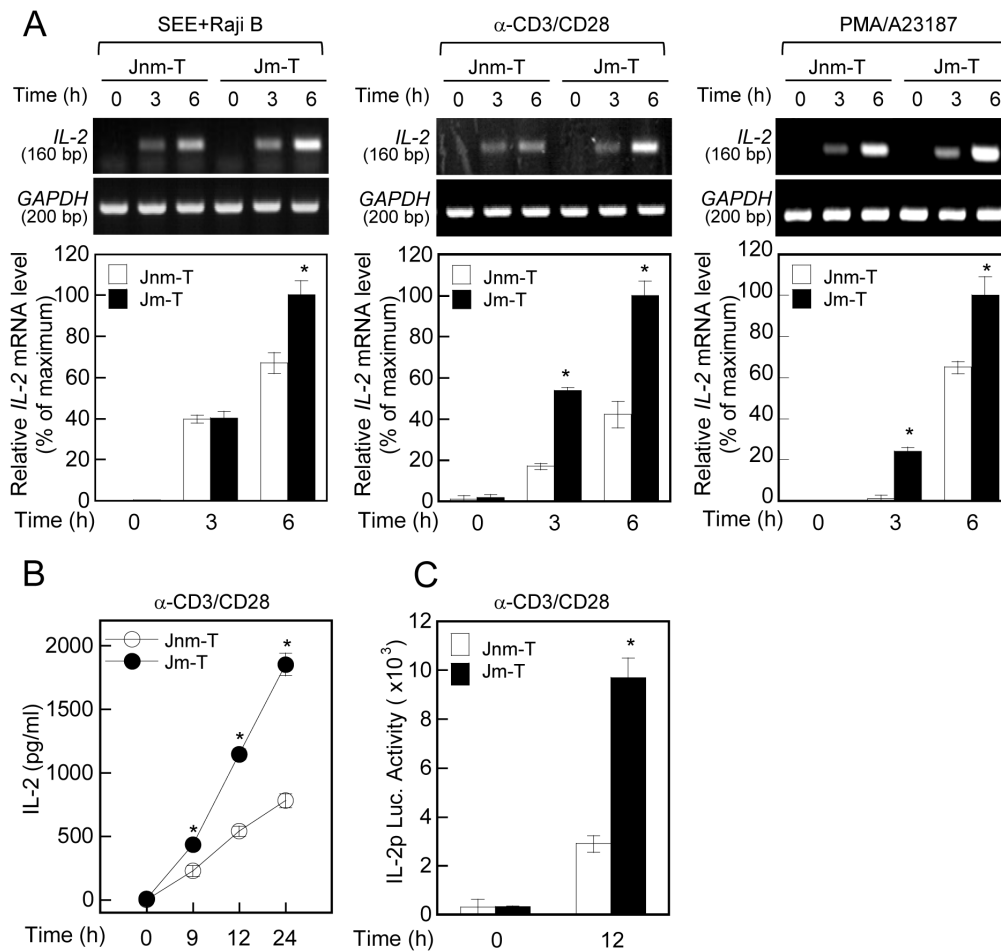 A
SEE+Raji B
Jnm-T Jm-T
Time (h) 0 3 6 0 3 6
IL-2
(160 bp)
GAPDH
(200 bp)
Relative IL-2 mRNA level
(% of maximum)
120
100
80
60
40
20
0
Jnm-T
Jm-T
*
Time (h) 0 3 6
α-CD3/CD28
Jnm-T Jm-T
Time (h) 0 3 6 0 3 6
IL-2
(160 bp)
GAPDH
(200 bp)
Relative IL-2 mRNA level
(% of maximum)
120
100
80
60
40
20
0
Jnm-T
Jm-T
*
*
Time (h) 0 3 6
PMA/A23187
Jnm-T Jm-T
Time (h) 0 3 6 0 3 6
IL-2
(160 bp)
GAPDH
(200 bp)
Relative IL-2 mRNA level
(% of maximum)
120
100
80
60
40
20
0
Jnm-T
Jm-T
*
*
Time (h) 0 3 6
B
α-CD3/CD28
IL-2 (pg/ml)
2000
1500
1000
500
0
Jnm-T
Jm-T
*
*
*
Time (h) 0 9 12 24
C
α-CD3/CD28
IL-2p Luc. Activity ( x10³)
12
10
8
6
4
2
0
Jnm-T
Jm-T
*
Time (h) 0 12